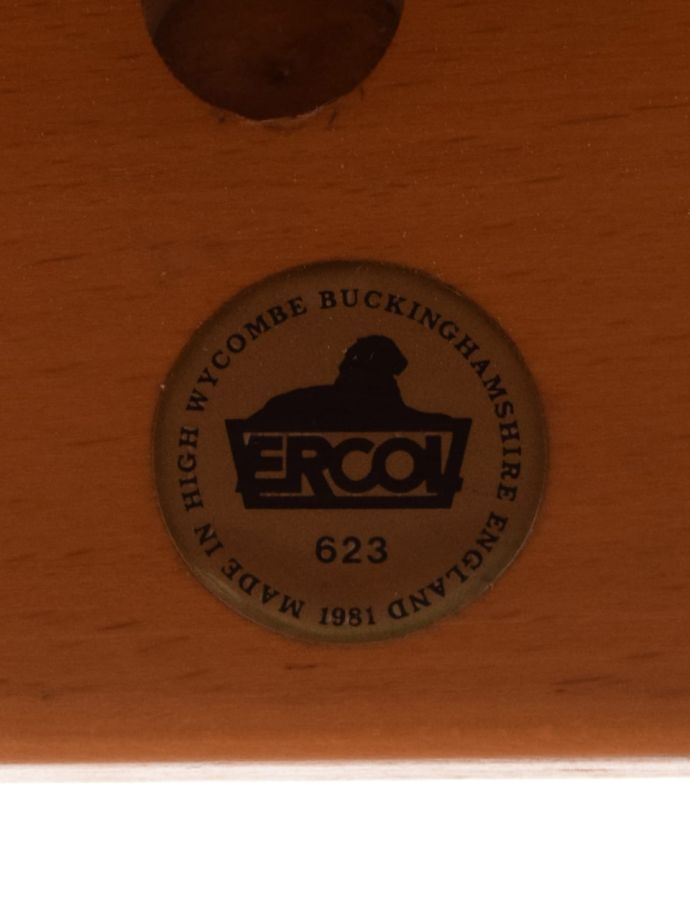 MADE IN HIGH WYCOMBE BUCKINGHAMSHIRE ENGLAND 1981
ERCOL
623